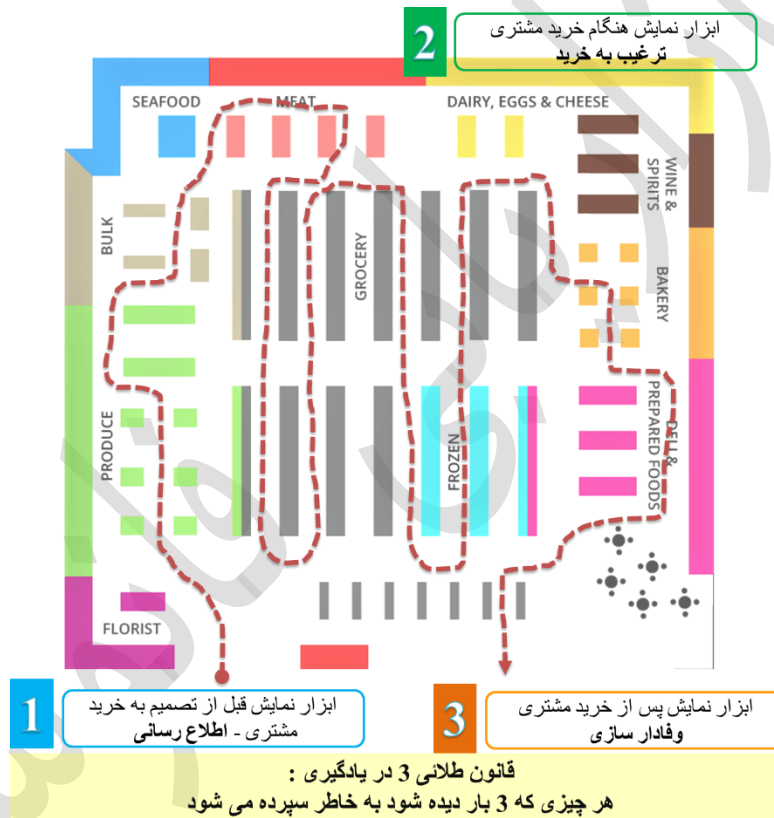 2
ابزار نمایش هنگام خرید مشتری
ترغیب به خرید
SEAFOOD
MEAT
DAIRY, EGGS & CHEESE
WINE &
SPIRITS
BULK
GROCERY
BAKERY
PRODUCE
FROZEN
DELI &
PREPARED FOODS
FLORIST
1
ابزار نمایش قبل از تصمیم به خرید
مشتری - اطلاع رسانی
3
ابزار نمایش پس از خرید مشتری
وفادار سازی
قانون طلائی 3 در یادگیری :
هر چیزی که 3 بار دیده شود به خاطر سپرده می شود